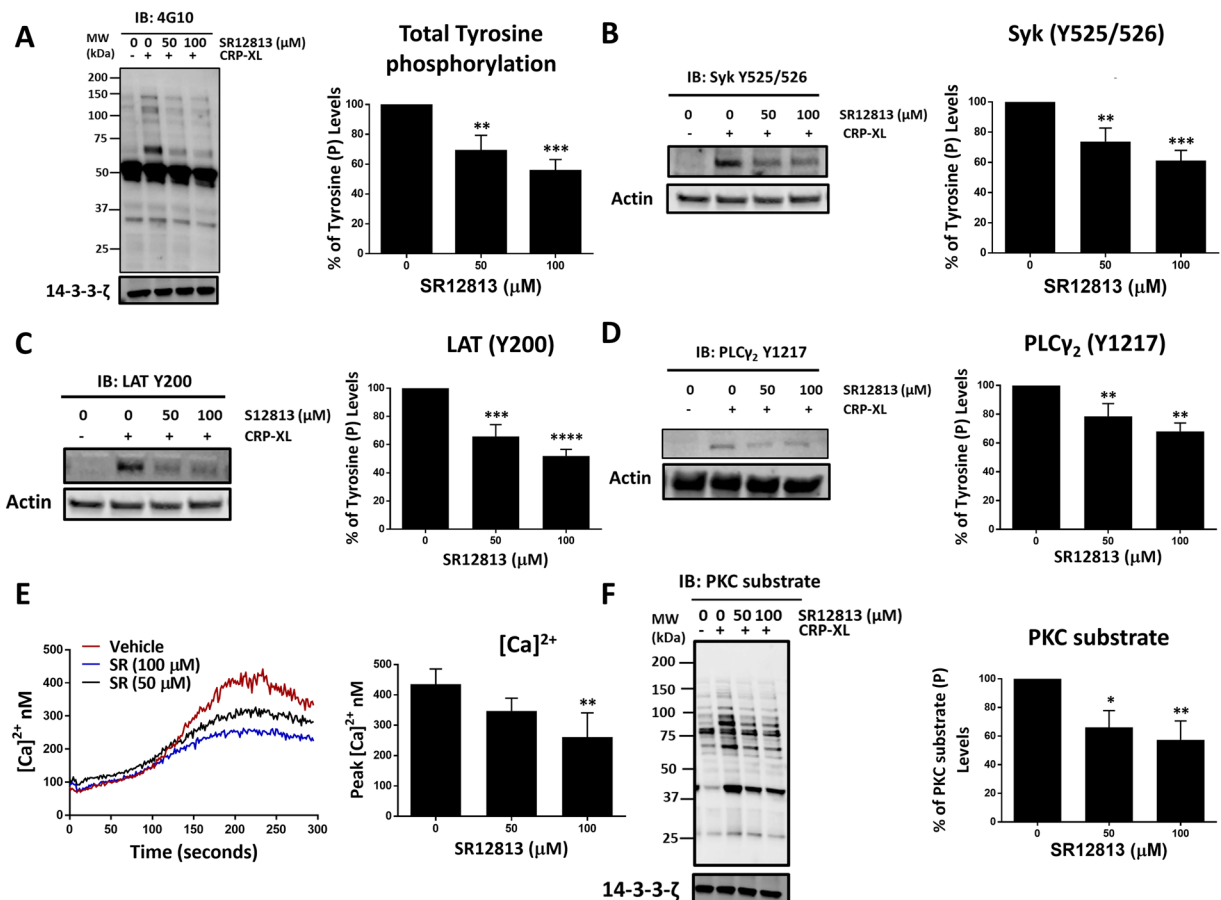 A
IB: 4G10
MW (kDa)
0 0 50 100 SR12813 (μM)
- + + + CRP-XL
200
150
100
75
50
37
25
14-3-3-ζ
Total Tyrosine
phosphorylation
% of Tyrosine (P) Levels
100
80
60
40
20
0
**
***
0 50 100
SR12813 (μM)
B
IB: Syk Y525/526
0 0 50 100 SR12813 (μM)
- + + + CRP-XL
Actin
Syk (Y525/526)
% of Tyrosine (P) Levels
100
80
60
40
20
0
**
***
0 50 100
SR12813 (μM)
C
IB: LAT Y200
0 0 50 100 S12813 (μM)
- + + + CRP-XL
Actin
LAT (Y200)
% of Tyrosine (P) Levels
100
80
60
40
20
0
***
****
0 50 100
SR12813 (μM)
D
IB: PLCγ₂ Y1217
0 0 50 100 SR12813 (μM)
- + + + CRP-XL
Actin
PLCγ₂ (Y1217)
% of Tyrosine (P) Levels
100
80
60
40
20
0
**
**
0 50 100
SR12813 (μM)
E
Vehicle
SR (100 μM)
SR (50 μM)
[Ca]²⁺ nM
500
400
300
200
100
0
0 50 100 150 200 250 300
Time (seconds)
[Ca]²⁺
Peak [Ca]²⁺ nM
500
400
300
200
100
0
**
0 50 100
SR12813 (μM)
F
IB: PKC substrate
MW
(kDa)
0 0 50 100 SR12813 (μM)
- + + + CRP-XL
200
150
100
75
50
37
25
14-3-3-ζ
PKC substrate
% of PKC substrate (P)
Levels
100
80
60
40
20
0
*
**
0 50 100
SR12813 (μM)